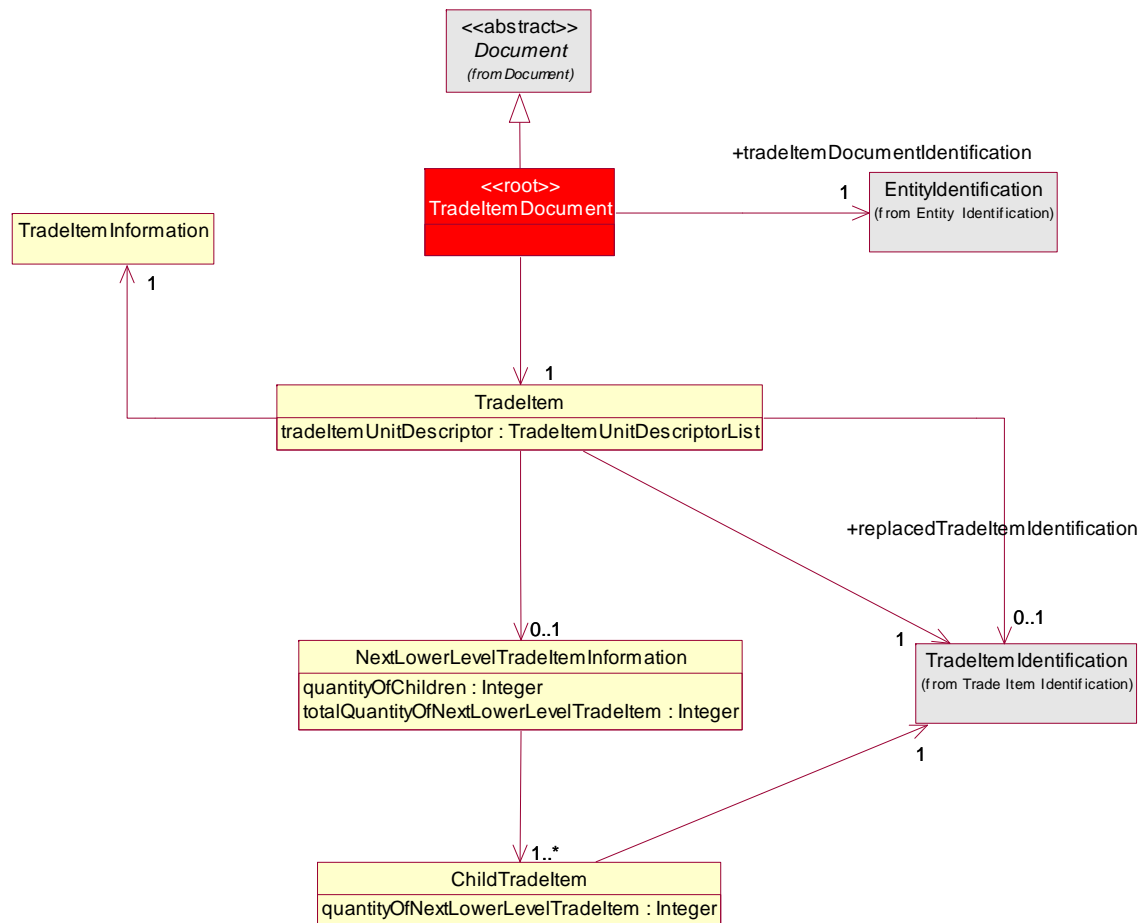 <<abstract>>
Document
(from Document)
+tradeItemDocumentIdentification
<<root>>
TradeItemDocument
1
EntityIdentification
(from Entity Identification)
TradeItemInformation
1
1
TradeItem
tradeItemUnitDescriptor : TradeItemUnitDescriptorList
+replacedTradeItemIdentification
0..1
1
0..1
NextLowerLevelTradeItemInformation
quantityOfChildren : Integer
totalQuantityOfNextLowerLevelTradeItem : Integer
TradeItemIdentification
(from Trade Item Identification)
1
1..*
ChildTradeItem
quantityOfNextLowerLevelTradeItem : Integer